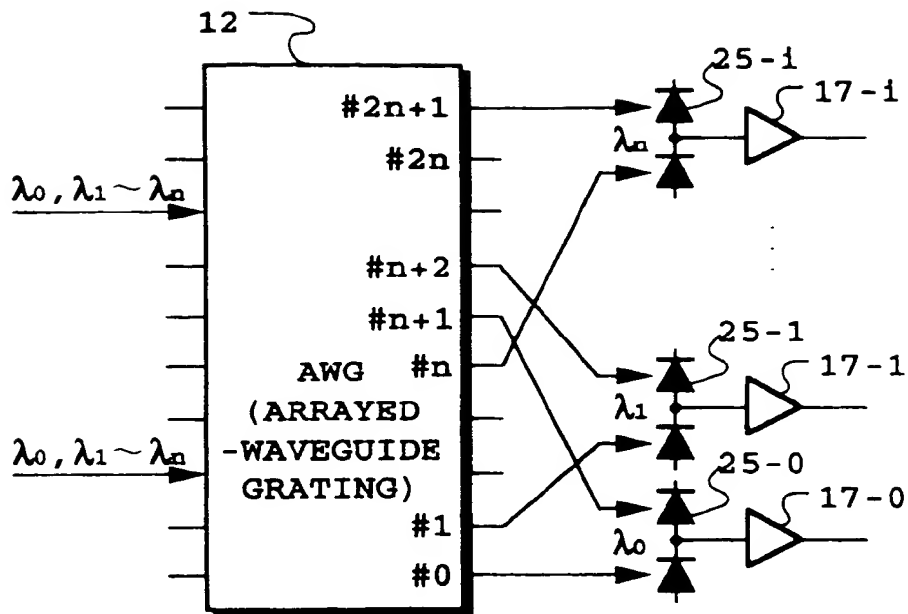 12
25-i
17-i
#2n+1
λn
#2n
λ0, λ1~λn
#n+2
#n+1
25-1
17-1
#n
AWG
(ARRAYED
-WAVEGUIDE
GRATING)
λ1
λ0, λ1~λn
25-0
17-0
#1
λ0
#0